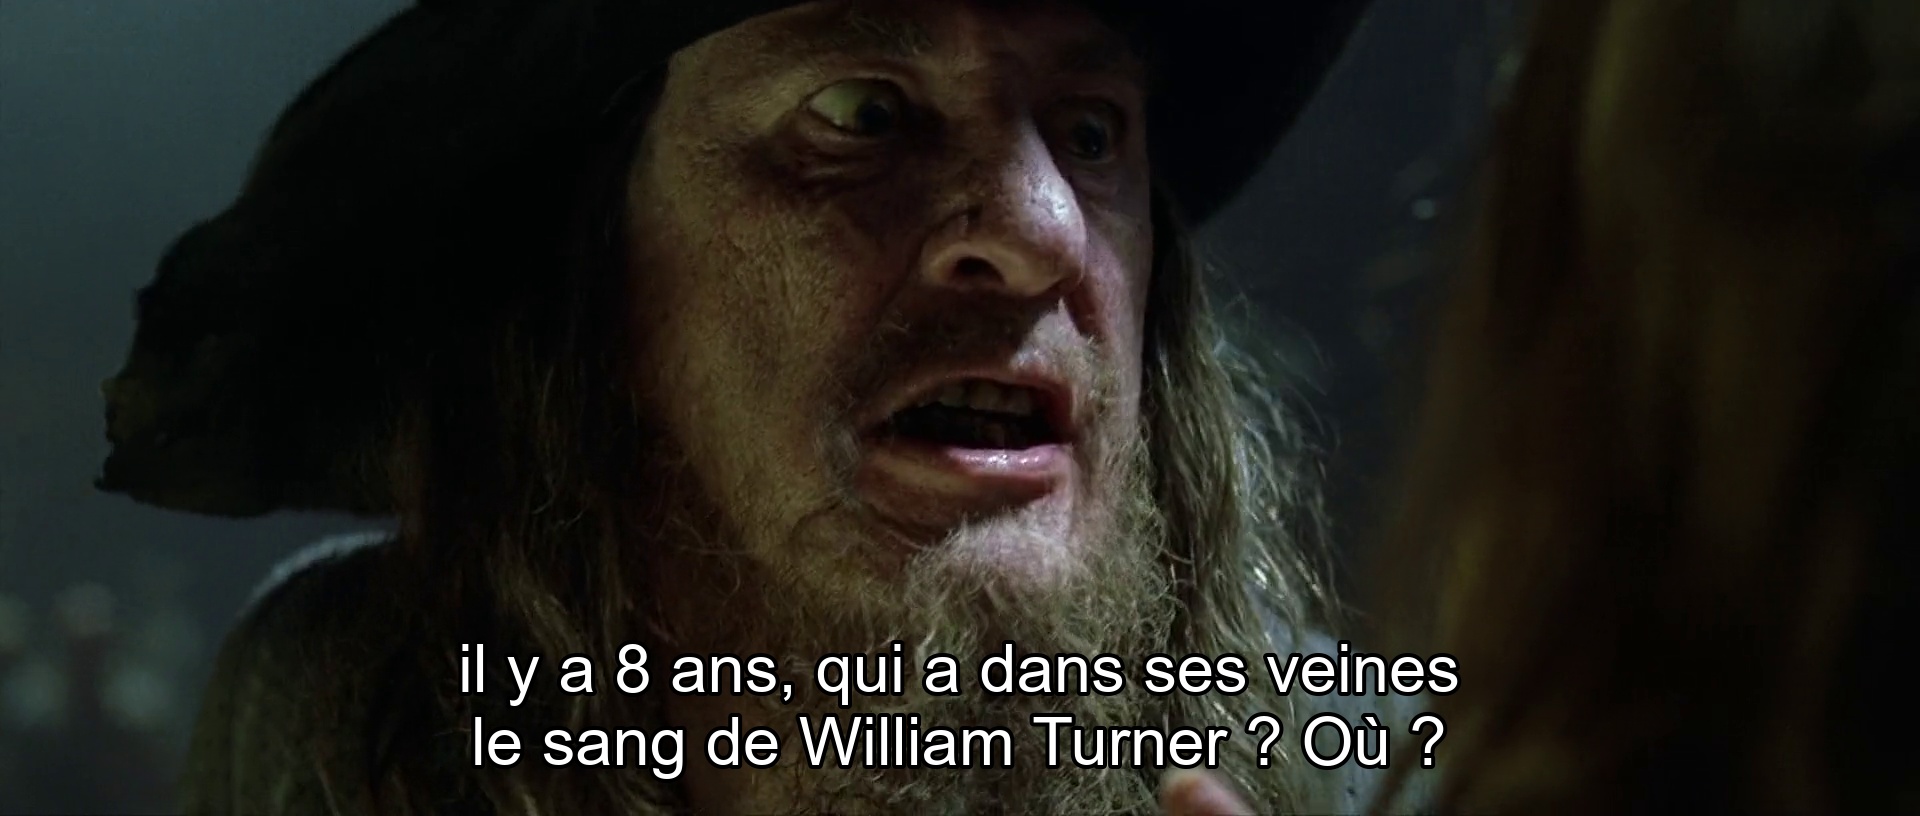 il y a 8 ans, qui a dans ses veines
le sang de William Turner ? Où ?